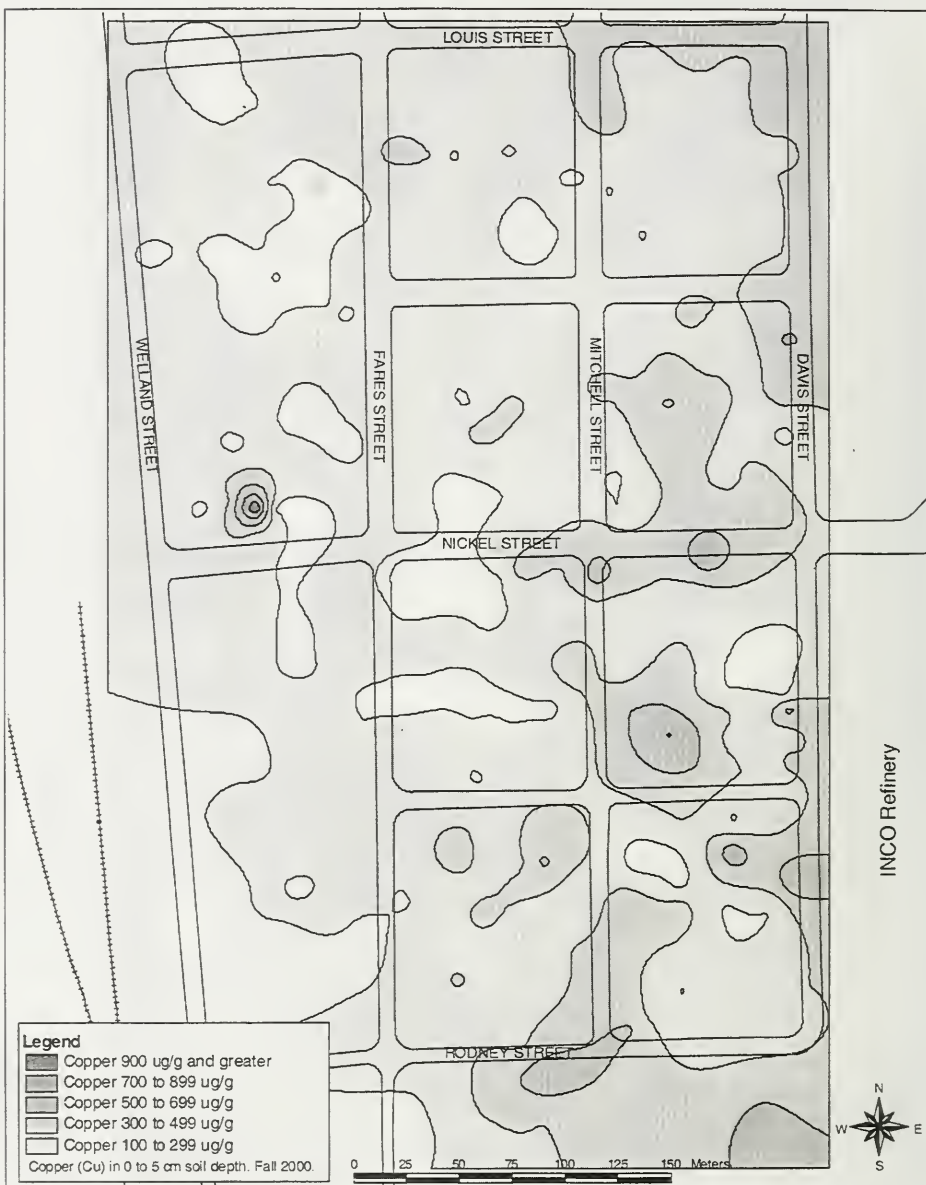 LOUIS STREET
WELLAND STREET
FARES STREET
MITCHELL STREET
DAVIS STREET
NICKEL STREET
INCO Refinery
RODNEY STREET
Legend
Copper 900 ug/g and greater
Copper 700 to 899 ug/g
Copper 500 to 699 ug/g
Copper 300 to 499 ug/g
Copper 100 to 299 ug/g
Copper (Cu) in 0 to 5 cm soil depth. Fall 2000.
0 25 50 75 100 125 150 Meters
N
W E
S